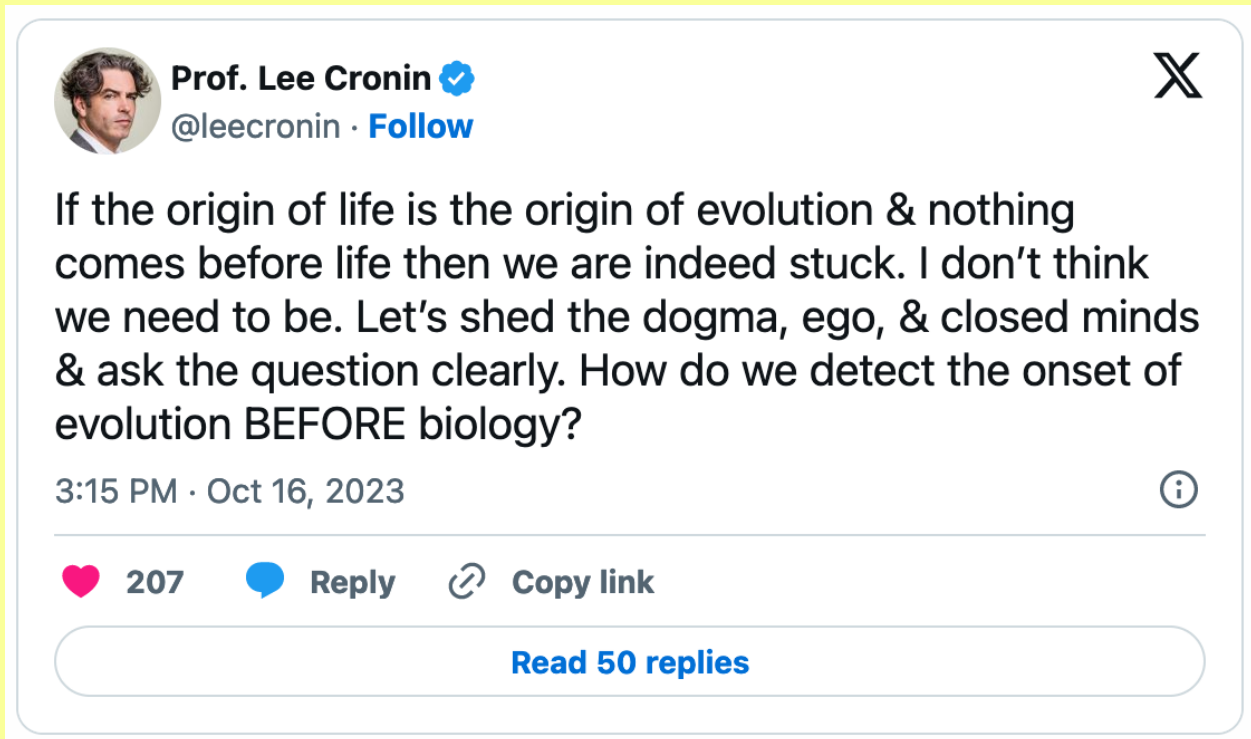 Prof. Lee Cronin
@leecronin · Follow
If the origin of life is the origin of evolution & nothing
comes before life then we are indeed stuck. I don’t think
we need to be. Let’s shed the dogma, ego, & closed minds
& ask the question clearly. How do we detect the onset of
evolution BEFORE biology?
3:15 PM · Oct 16, 2023
207 Reply Copy link
Read 50 replies